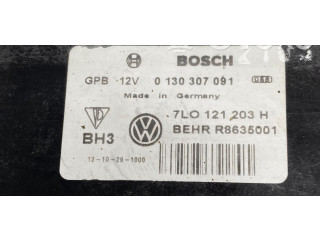 BOSCH
GPB -12V 0 130 307 091
Made in Germany
7LO 121 203 H
BH3
BEHR R8635001
12-10-29-1000